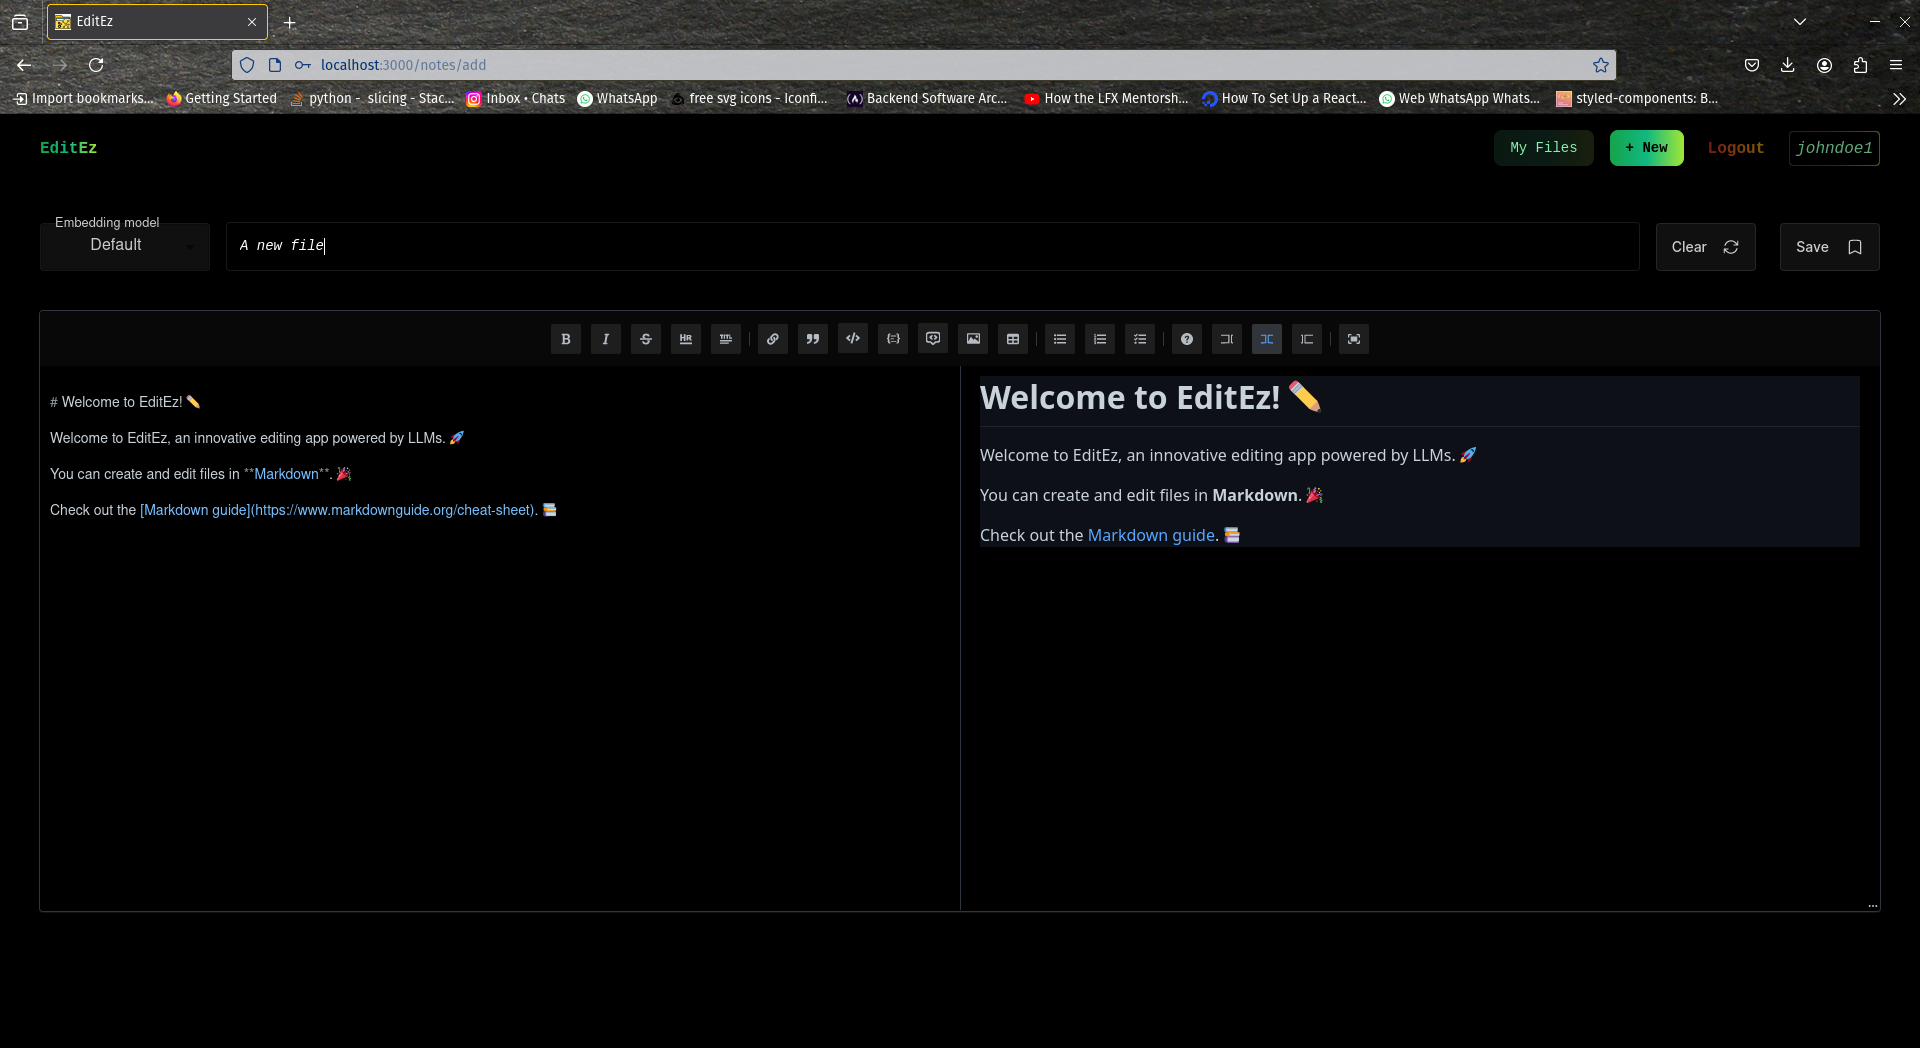 EditEz
localhost:3000/notes/add
Import bookmarks... Getting Started python - slicing - Stac... Inbox • Chats WhatsApp free svg icons - Iconfi... Backend Software Arc... How the LFX Mentorsh... How To Set Up a React... Web WhatsApp Whats... styled-components: B...
EditEz My Files + New Logout johndoe1
Embedding model
Default A new file Clear Save
B I S HR TITL
# Welcome to EditEz! ✏️
Welcome to EditEz, an innovative editing app powered by LLMs. 🚀
You can create and edit files in **Markdown**. 🎉
Check out the [Markdown guide](https://www.markdownguide.org/cheat-sheet). 📚
Welcome to EditEz! ✏️
Welcome to EditEz, an innovative editing app powered by LLMs. 🚀
You can create and edit files in Markdown. 🎉
Check out the Markdown guide. 📚